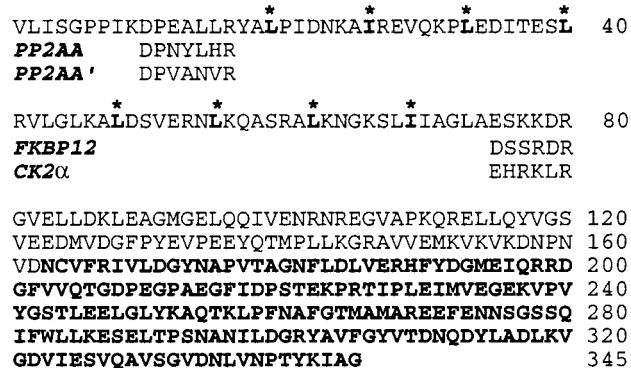 * * * *
VLISGPPIKDPEALLRYALPIDNKAIREVQKPLEDITESL 40
PP2AA DPNYLHR
PP2AA' DPVANVR
* * * *
RVLGLKALDSVERNLKQASRALKNGKSLIIAGLAESKKDR 80
FKBP12 DSSRDR
CK2α EHRKLR
GVELLDKLEAGMGELQQIVENRNREGVAPKQRELLQYVGS 120
VEEDMVDGFPYEVPEEYQTMPLLKGRAVVEMKVKVKDNPN 160
VDNCVFRIVLDGYNAPVTAGNFLDLVERHFYDGMEIQRRD 200
GFVVQTGDPEGPAEGFIDPSTEKPRTIPLEIMVEGEKVPV 240
YGSTLEELGLYKAQTKLPFNAFGTMAMAREEFENNSGSSQ 280
IFWLLKESELTPSNANILDGRYAVFGYVTDNQDYLADLKV 320
GDVIESVQAVSGVDNLVNPTYKIAG 345